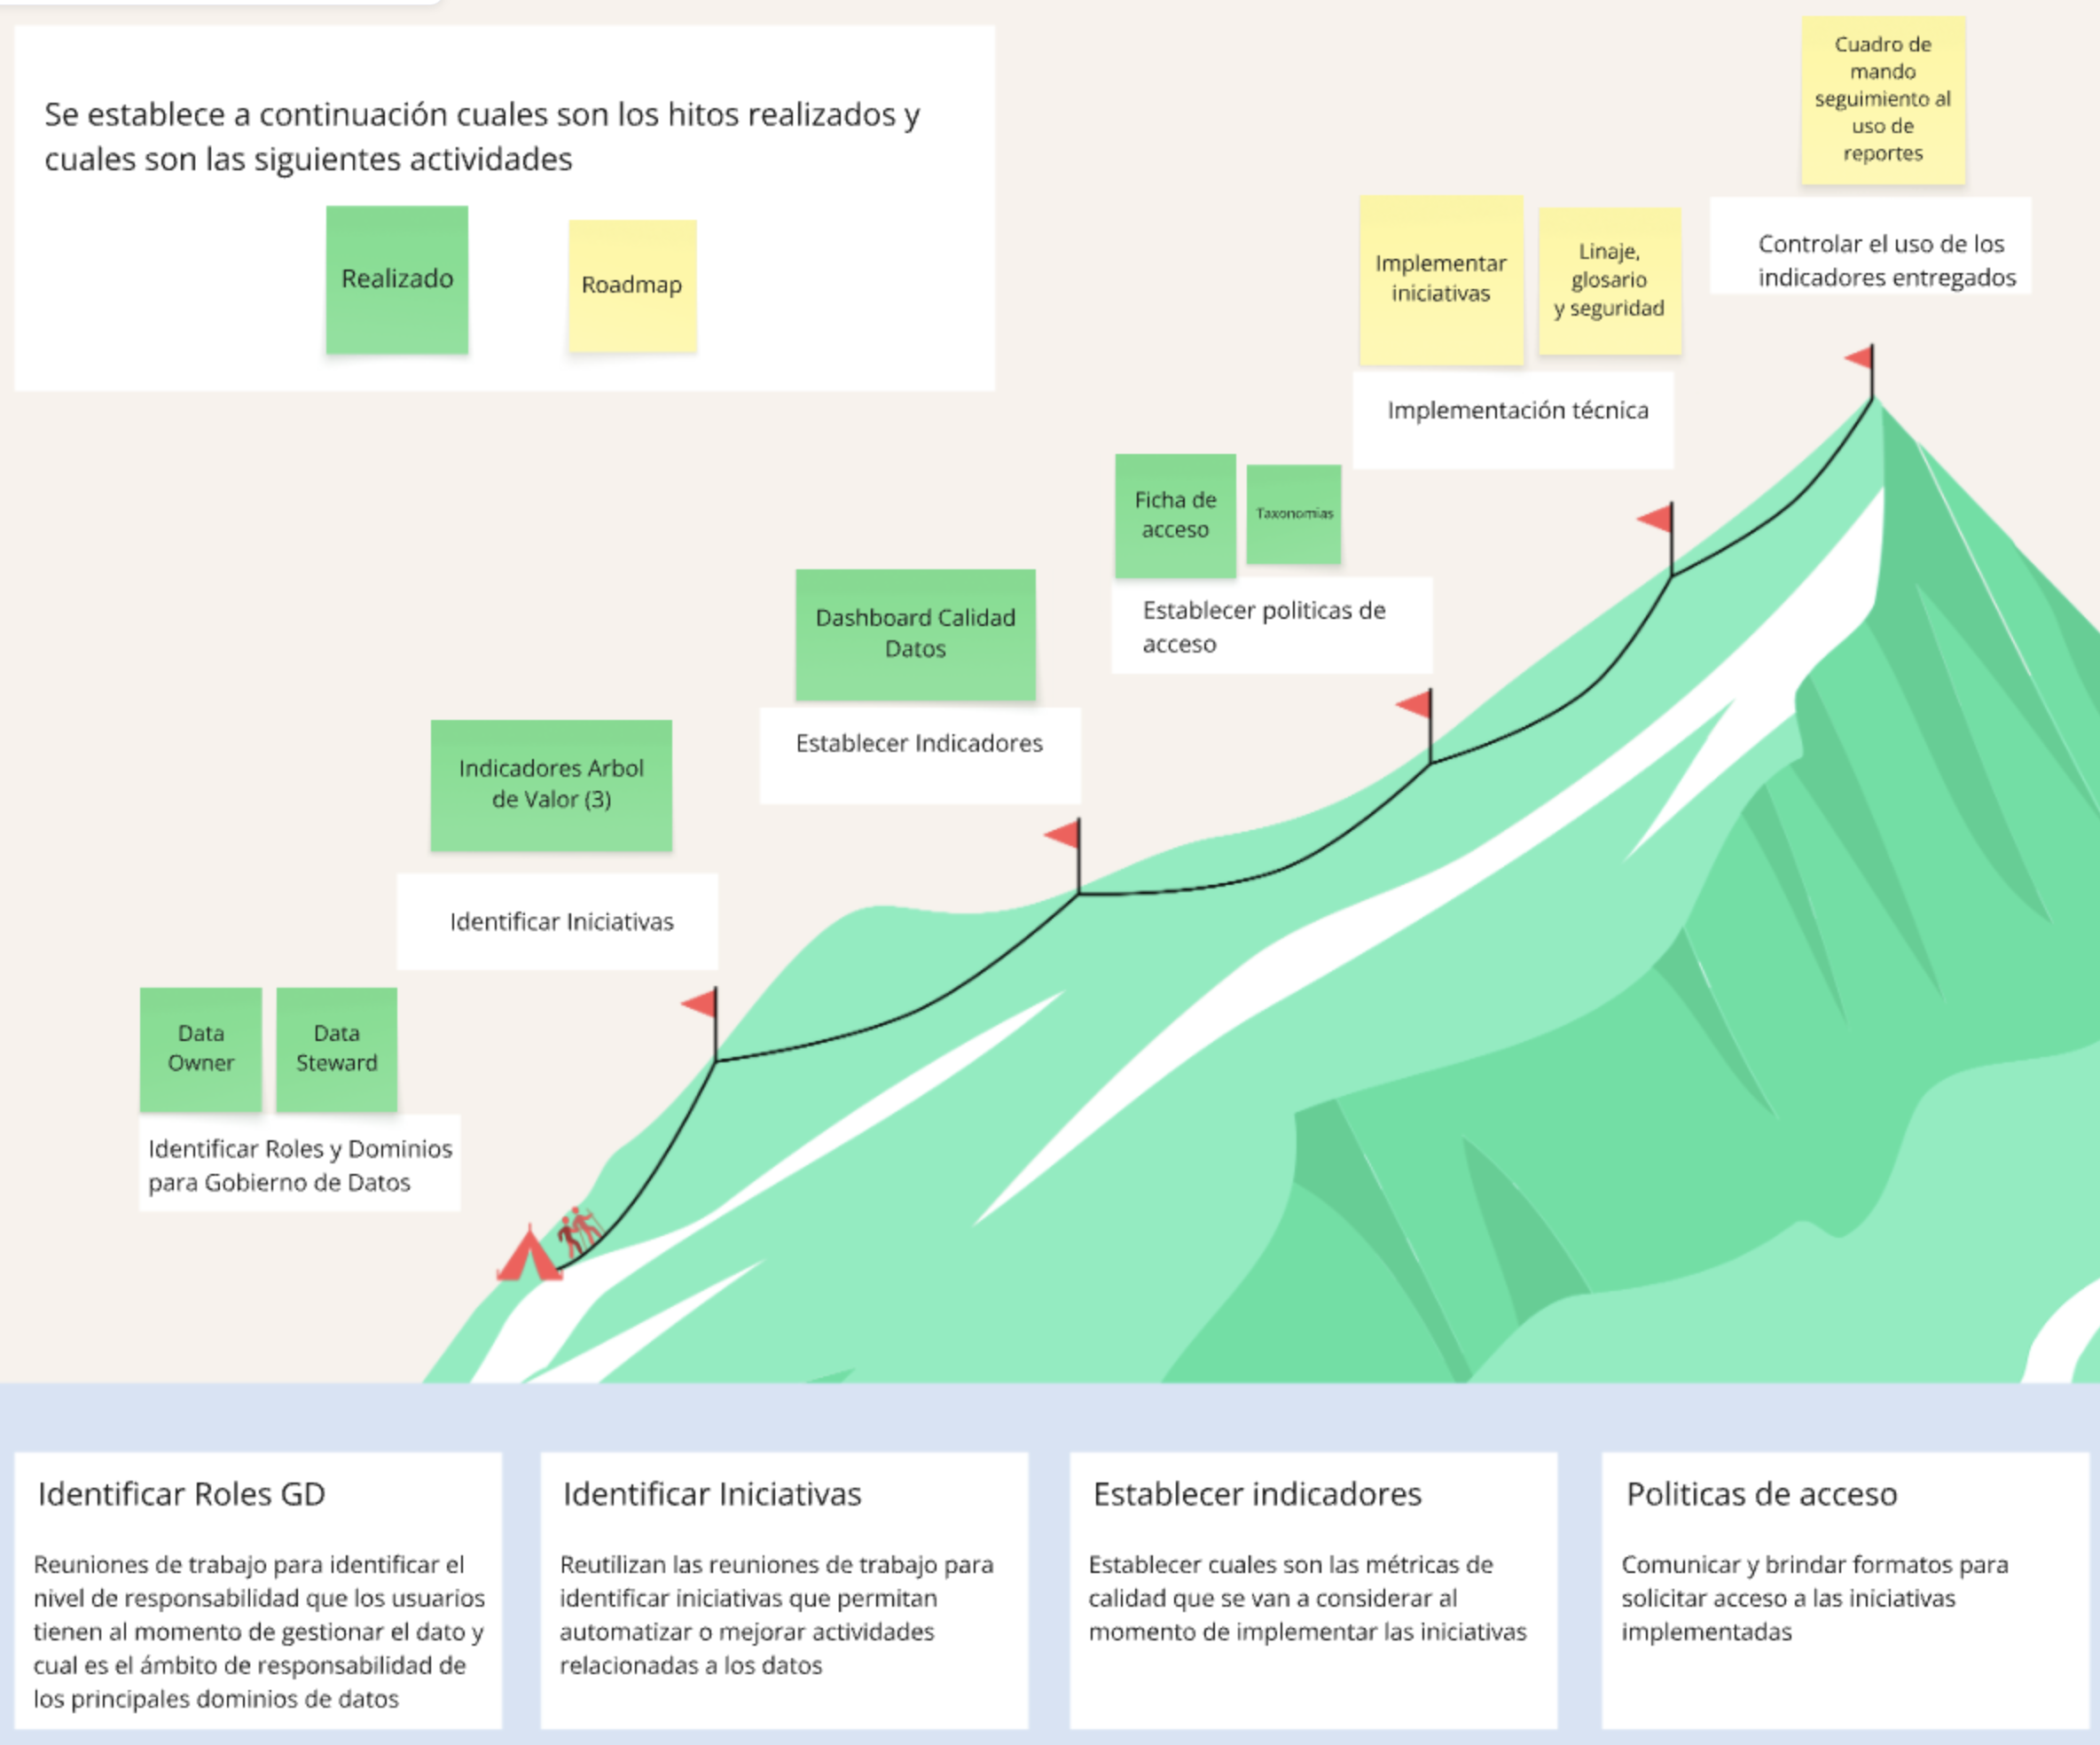 Se establece a continuación cuales son los hitos realizados y
cuales son las siguientes actividades
Realizado
Roadmap
Cuadro de
mando
seguimiento al
uso de
reportes
Controlar el uso de los
indicadores entregados
Implementar
iniciativas
Linaje,
glosario
y seguridad
Implementación técnica
Ficha de
acceso
Taxonomias
Establecer politicas de
acceso
Dashboard Calidad
Datos
Establecer Indicadores
Indicadores Arbol
de Valor (3)
Identificar Iniciativas
Data
Owner
Data
Steward
Identificar Roles y Dominios
para Gobierno de Datos
Identificar Roles GD
Reuniones de trabajo para identificar el
nivel de responsabilidad que los usuarios
tienen al momento de gestionar el dato y
cual es el ámbito de responsabilidad de
los principales dominios de datos
Identificar Iniciativas
Reutilizan las reuniones de trabajo para
identificar iniciativas que permitan
automatizar o mejorar actividades
relacionadas a los datos
Establecer indicadores
Establecer cuales son las métricas de
calidad que se van a considerar al
momento de implementar las iniciativas
Politicas de acceso
Comunicar y brindar formatos para
solicitar acceso a las iniciativas
implementadas